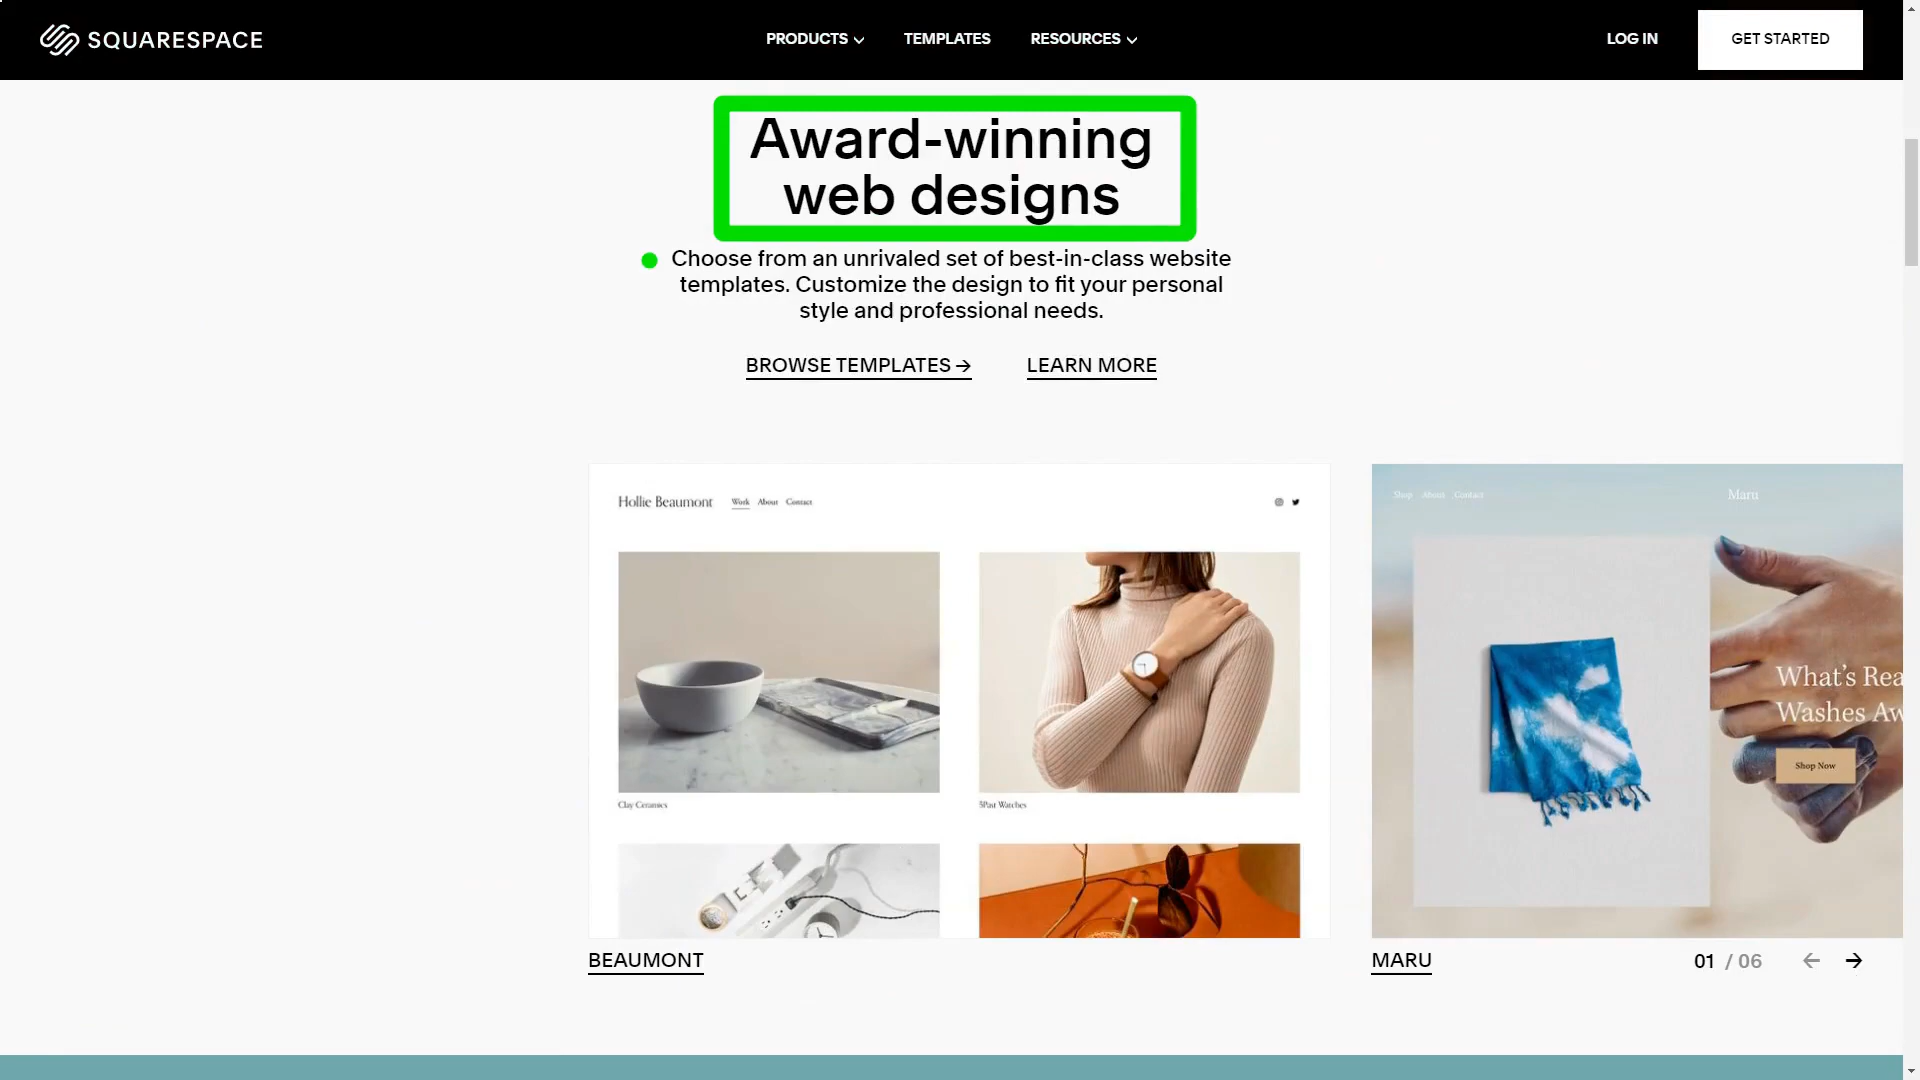 SQUARESPACE
PRODUCTS
TEMPLATES
RESOURCES
LOG IN
GET STARTED
Award-winning
web designs
Choose from an unrivaled set of best-in-class website
templates. Customize the design to fit your personal
style and professional needs.
BROWSE TEMPLATES →
LEARN MORE
Hollie Beaumont
Work About Contact
Clay Ceramics
5Past Watches
BEAUMONT
Shop About Contact
Maru
What's Rea
Washes Aw
Shop Now
MARU
01 / 06